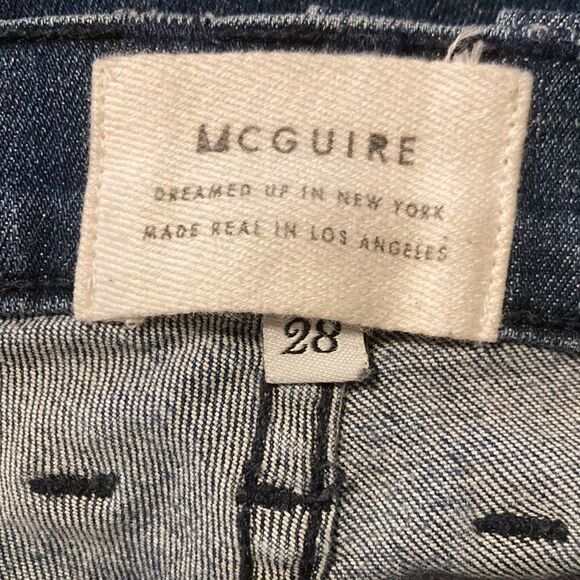 MCGUIRE
DREAMED UP IN NEW YORK
MADE REAL IN LOS ANGELES
28